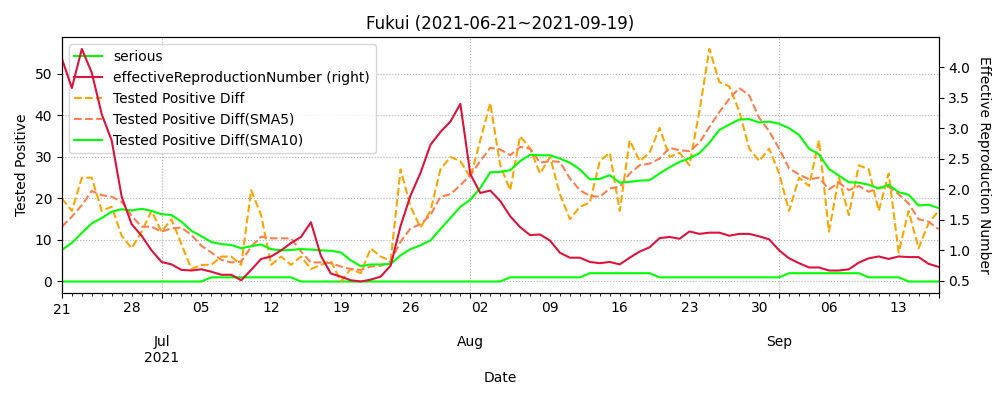 Fukui (2021-06-21~2021-09-19)
serious
effectiveReproductionNumber (right)
Tested Positive Diff
Tested Positive Diff(SMA5)
Tested Positive Diff(SMA10)
Tested Positive
50
40
30
20
10
0
4.0
3.5
3.0
2.5
2.0
1.5
1.0
0.5
Effective Reproduction Number
21 28 05 12 19 26 02 09 16 23 30 06 13
Jul Aug Sep
2021
Date